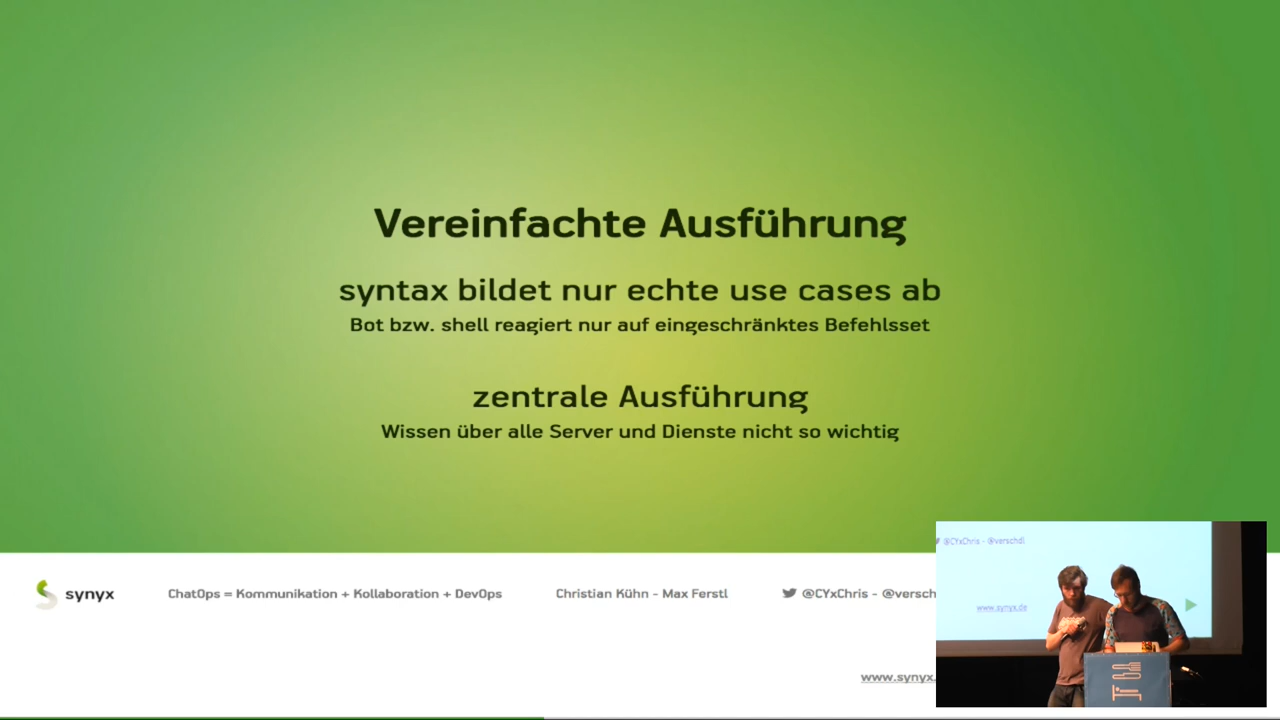 Vereinfachte Ausführung
syntax bildet nur echte use cases ab
Bot bzw. shell reagiert nur auf eingeschränktes Befehlsset
zentrale Ausführung
Wissen über alle Server und Dienste nicht so wichtig
synyx
ChatOps = Kommunikation + Kollaboration + DevOps
Christian Kühn - Max Ferstl
@CYxChris - @versch
www.synyx.
@CYxChris - @verschdl
www.synyx.de